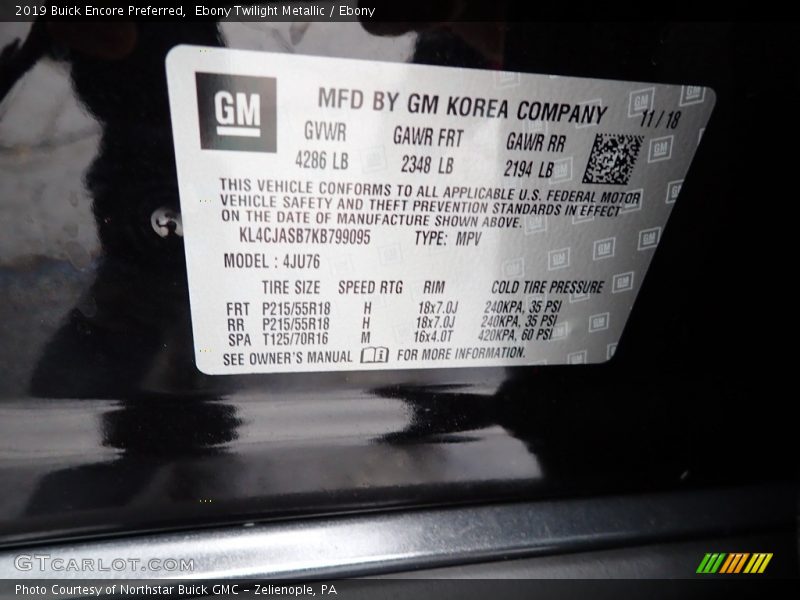 2019 Buick Encore Preferred,  Ebony Twilight Metallic / Ebony
GM
MFD BY GM KOREA COMPANY
11/18
GVWR GAWR FRT GAWR RR
4286 LB 2348 LB 2194 LB
THIS VEHICLE CONFORMS TO ALL APPLICABLE U.S. FEDERAL MOTOR
VEHICLE SAFETY AND THEFT PREVENTION STANDARDS IN EFFECT
ON THE DATE OF MANUFACTURE SHOWN ABOVE.
KL4CJASB7KB799095 TYPE: MPV
MODEL : 4JU76
TIRE SIZE SPEED RTG RIM COLD TIRE PRESSURE
FRT P215/55R18 H 18x7.0J 240KPA, 35 PSI
RR P215/55R18 H 18x7.0J 240KPA, 35 PSI
SPA T125/70R16 M 16x4.0T 420KPA, 60 PSI
SEE OWNER'S MANUAL FOR MORE INFORMATION.
GTCARLOT.COM
Photo Courtesy of Northstar Buick GMC - Zelienople, PA